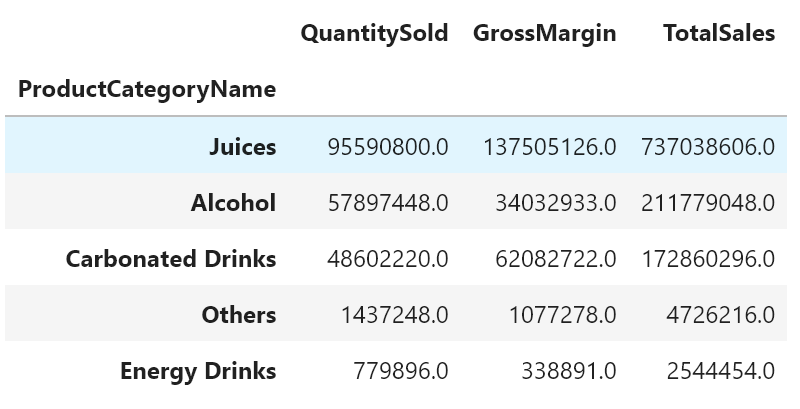 QuantitySold GrossMargin TotalSales
ProductCategoryName
Juices 95590800.0 137505126.0 737038606.0
Alcohol 57897448.0 34032933.0 211779048.0
Carbonated Drinks 48602220.0 62082722.0 172860296.0
Others 1437248.0 1077278.0 4726216.0
Energy Drinks 779896.0 338891.0 2544454.0